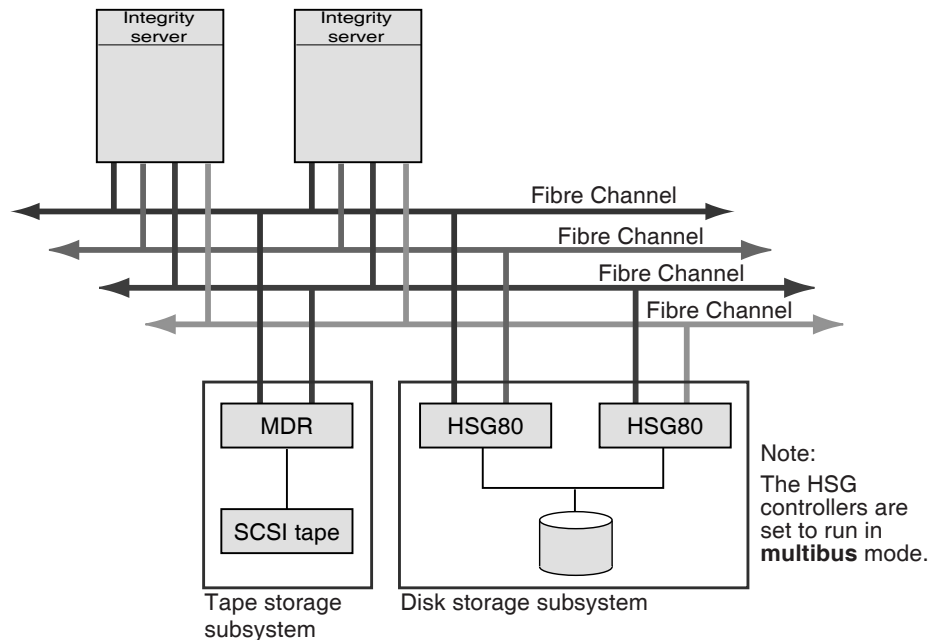 Integrity
server
Integrity
server
Fibre Channel
Fibre Channel
Fibre Channel
Fibre Channel
MDR
HSG80
HSG80
SCSI tape
Note:
The HSG
controllers are
set to run in
multibus mode.
Tape storage
subsystem
Disk storage subsystem